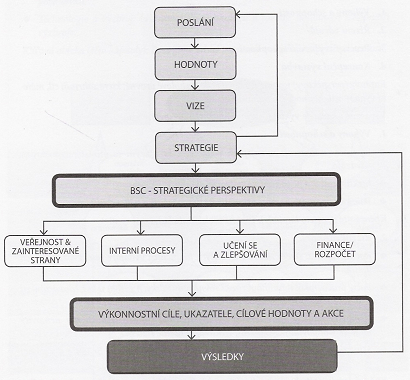 POSLÁNÍ
HODNOTY
VIZE
STRATEGIE
BSC - STRATEGICKÉ PERSPEKTIVY
VEŘEJNOST &
ZAINTERESOVANÉ
STRANY
INTERNÍ PROCESY
UČENÍ SE
A ZLEPŠOVÁNÍ
FINANCE/
ROZPOČET
VÝKONNOSTNÍ CÍLE, UKAZATELE, CÍLOVÉ HODNOTY A AKCE
VÝSLEDKY